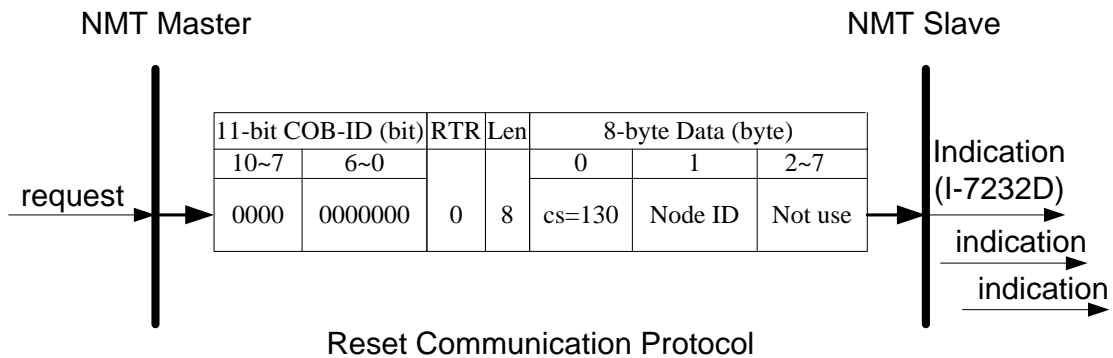 NMT Master
NMT Slave
11-bit COB-ID (bit) RTR Len 8-byte Data (byte)
10~7 6~0 0 1 2~7
request
0000 0000000 0 8 cs=130 Node ID Not use
Indication
(I-7232D)
indication
indication
Reset Communication Protocol